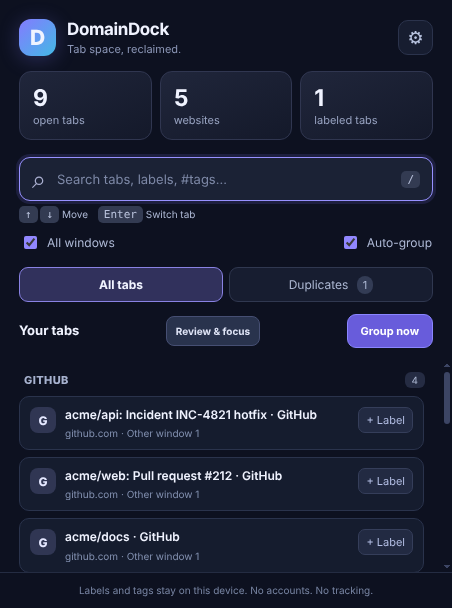 D
DomainDock
Tab space, reclaimed.
9
open tabs
5
websites
1
labeled tabs
Search tabs, labels, #tags...
/
↑ ↓ Move Enter Switch tab
All windows
Auto-group
All tabs
Duplicates 1
Your tabs
Review & focus
Group now
GITHUB
4
G
acme/api: Incident INC-4821 hotfix · GitHub
github.com · Other window 1
+ Label
G
acme/web: Pull request #212 · GitHub
github.com · Other window 1
+ Label
G
acme/docs · GitHub
github.com · Other window 1
+ Label
Labels and tags stay on this device. No accounts. No tracking.